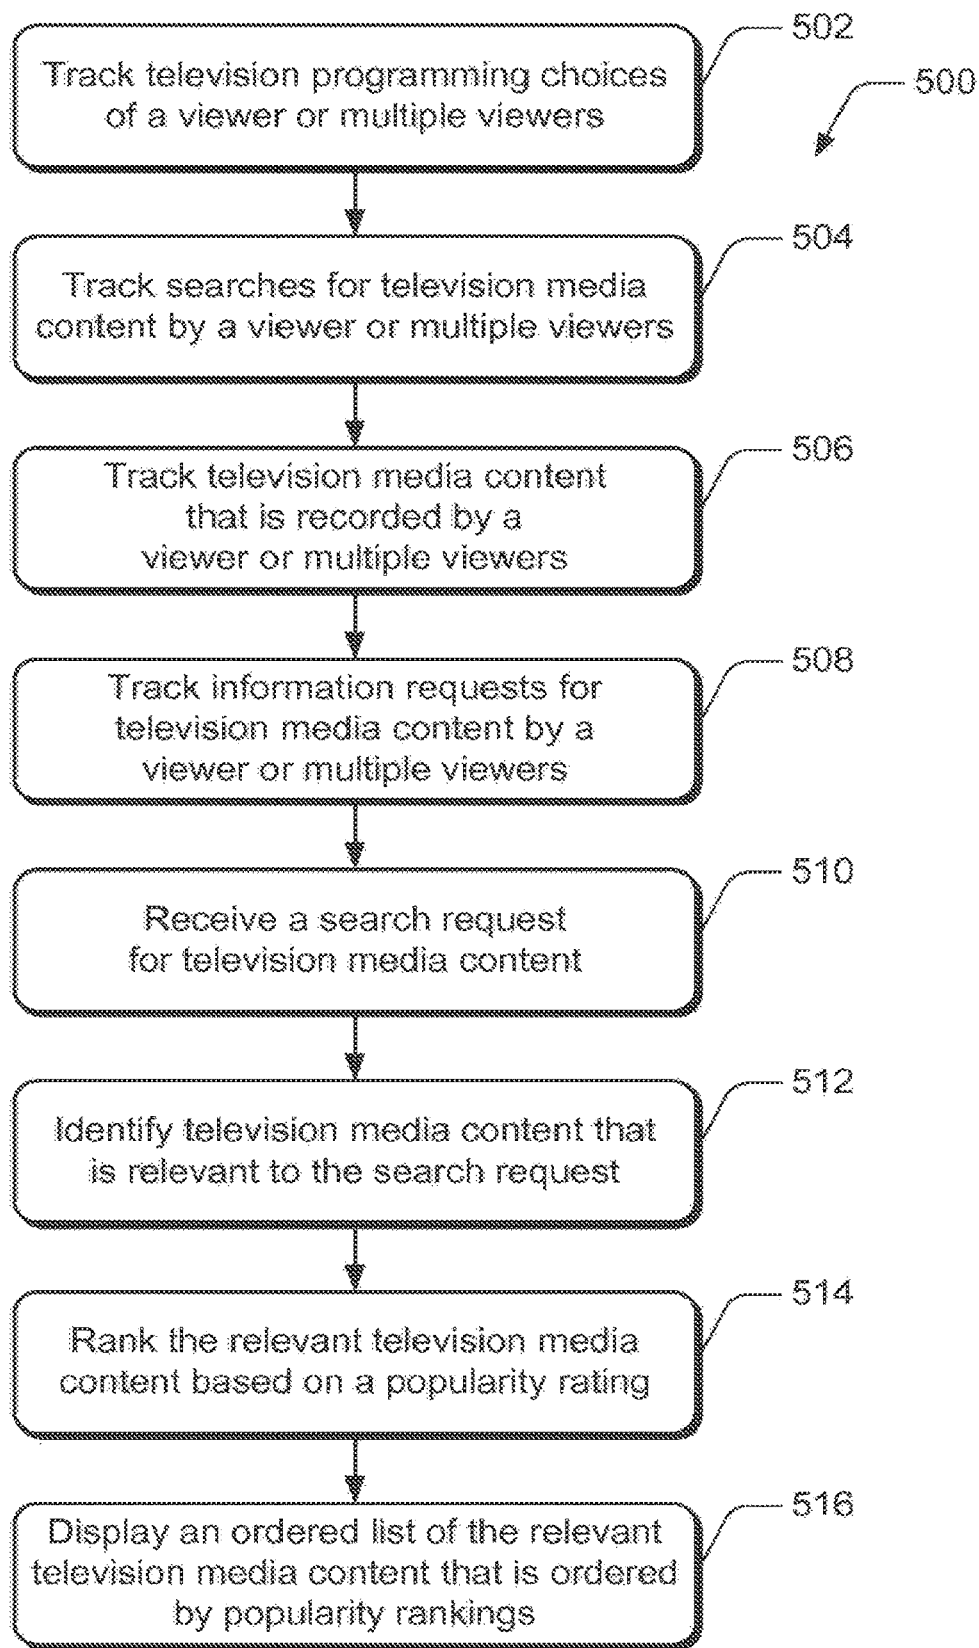 502
500
Track television programming choices
of a viewer or multiple viewers
504
Track searches for television media
content by a viewer or multiple viewers
506
Track television media content
that is recorded by a
viewer or multiple viewers
508
Track information requests for
television media content by a
viewer or multiple viewers
510
Receive a search request
for television media content
512
Identify television media content that
is relevant to the search request
514
Rank the relevant television media
content based on a popularity rating
516
Display an ordered list of the relevant
television media content that is ordered
by popularity rankings